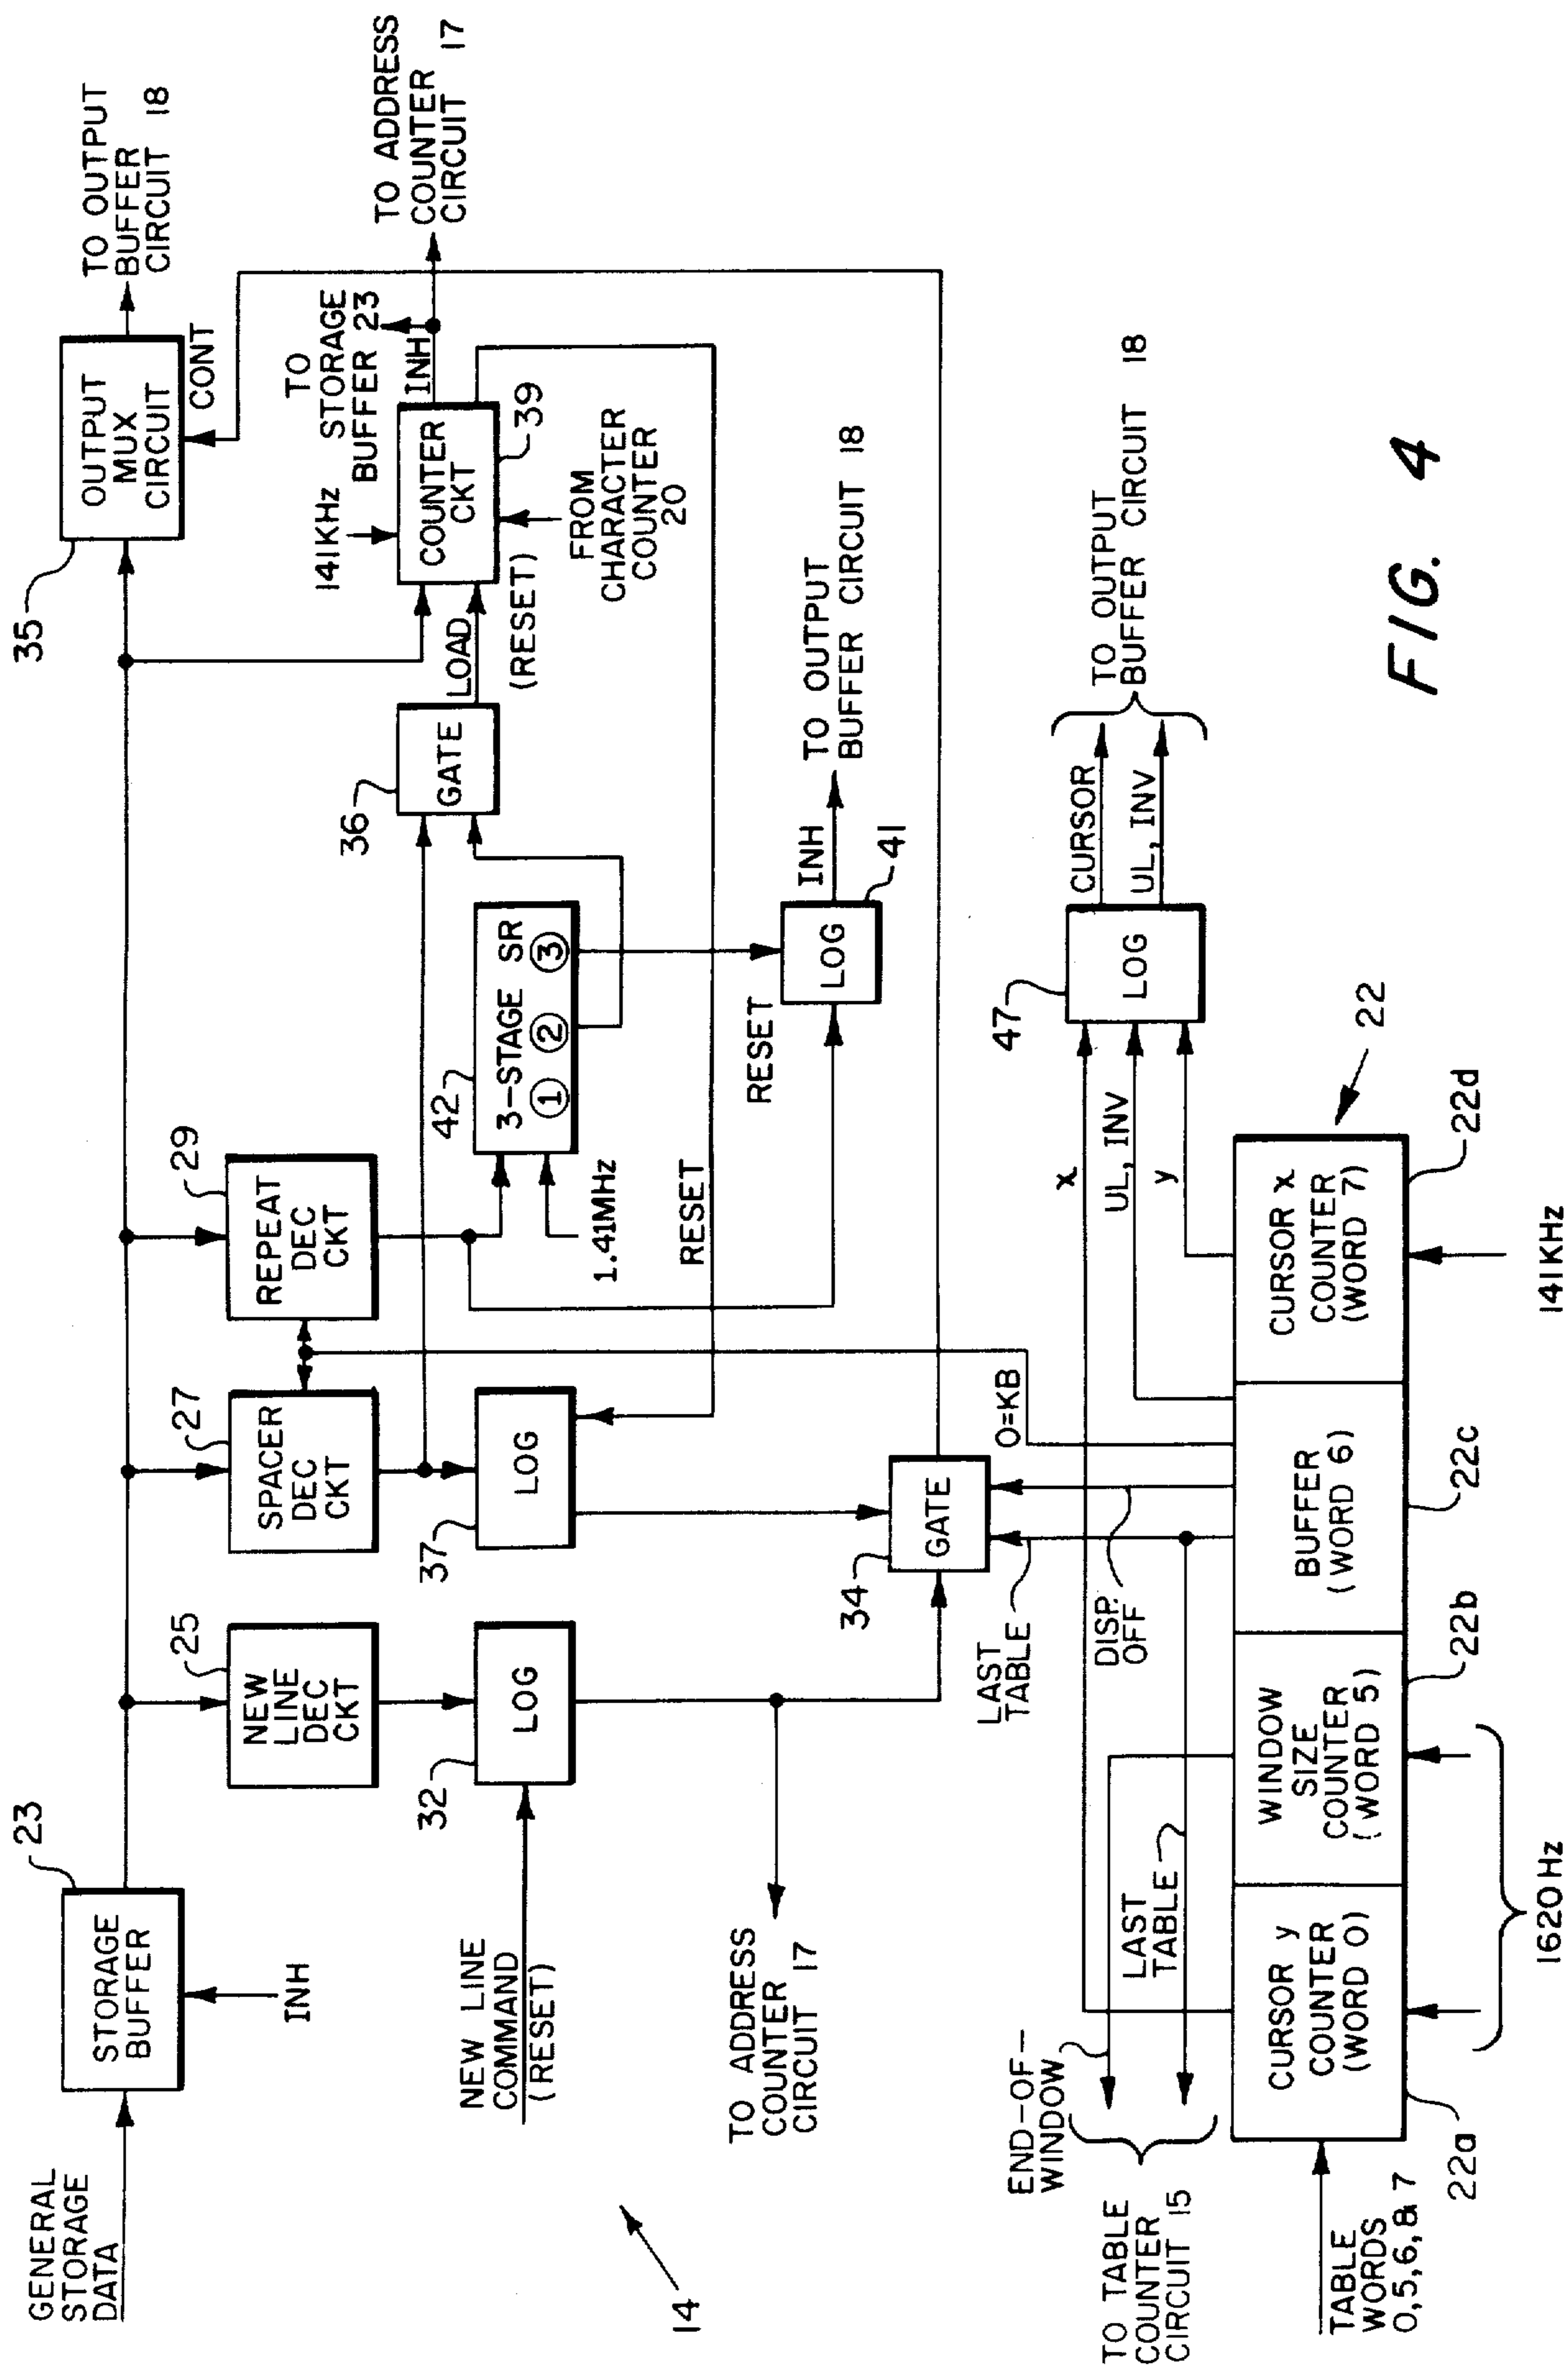 GENERAL
STORAGE
DATA
23
STORAGE
BUFFER
INH
25
NEW
LINE
DEC
CKT
27
SPACER
DEC
CKT
29
REPEAT
DEC
CKT
35
OUTPUT
MUX
CIRCUIT
CONT
TO OUTPUT
BUFFER
CIRCUIT 18
NEW LINE
COMMAND
(RESET)
32
LOG
37
LOG
42
3-STAGE SR
① ② ③
1.41MHz
36
GATE
LOAD
(RESET)
141KHz
COUNTER
CKT
39
INH
TO
STORAGE
BUFFER 23
TO ADDRESS
COUNTER
CIRCUIT 17
FROM
CHARACTER
COUNTER
20
RESET
RESET
LOG
41
INH
TO OUTPUT
BUFFER CIRCUIT 18
14
TO ADDRESS
COUNTER
CIRCUIT 17
34
GATE
LAST
TABLE
DISP.
OFF
O=KB
END-OF-
WINDOW
LAST
TABLE
TO TABLE
COUNTER
CIRCUIT 15
x
UL, INV
y
47
LOG
CURSOR
UL, INV
TO OUTPUT
BUFFER CIRCUIT 18
TABLE
WORDS
0,5,6,& 7
22a
CURSOR y
COUNTER
(WORD 0)
WINDOW
SIZE
COUNTER
(WORD 5)
22b
BUFFER
(WORD 6)
22c
CURSOR x
COUNTER
(WORD 7)
22d
22
1620Hz
141KHz
FIG. 4